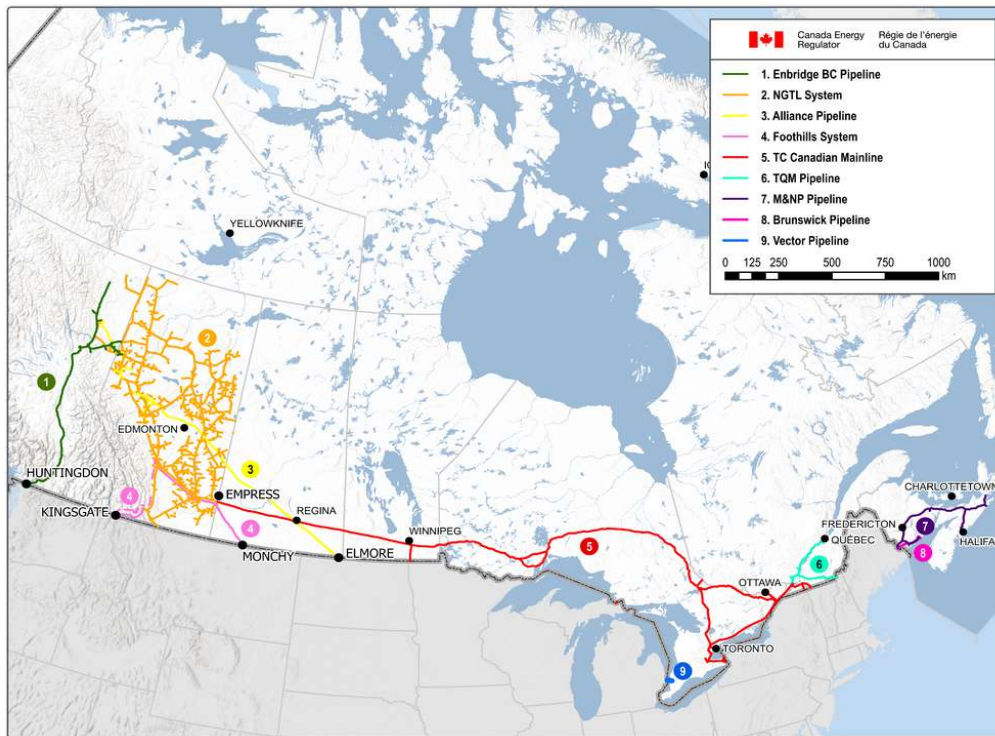 Canada Energy Regulator
Régie de l'énergie du Canada
1. Enbridge BC Pipeline
2. NGTL System
3. Alliance Pipeline
4. Foothills System
5. TC Canadian Mainline
6. TQM Pipeline
7. M&NP Pipeline
8. Brunswick Pipeline
9. Vector Pipeline
0 125 250 500 750 1000
km
YELLOWKNIFE
2
1
EDMONTON
3
HUNTINGDON
4
KINGSGATE
EMPRESS
REGINA
4
MONCHY
ELMORE
WINNIPEG
5
OTTAWA
TORONTO
9
QUÉBEC
6
CHARLOTTETOWN
FREDERICTON
7
HALIFA
8